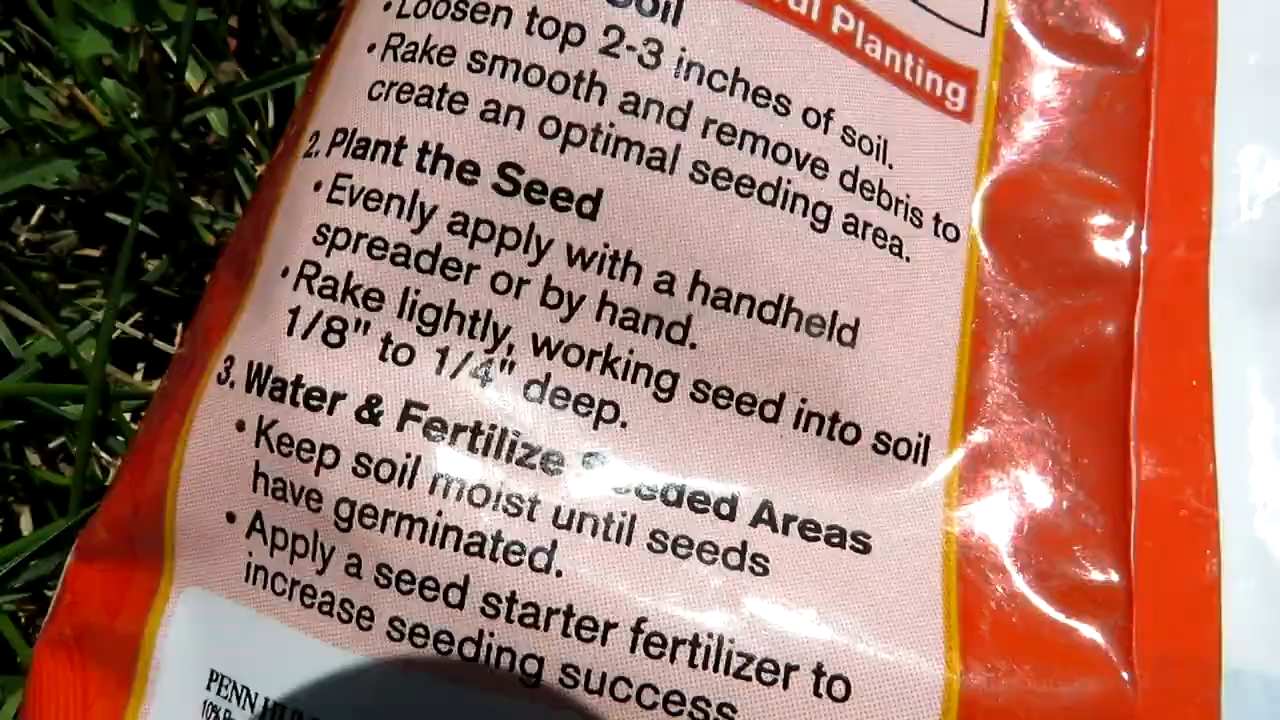 Planting
• Loosen top 2-3 inches of soil.
• Rake smooth and remove debris to
create an optimal seeding area.
2. Plant the Seed
• Evenly apply with a handheld
spreader or by hand.
• Rake lightly, working seed into soil
1/8" to 1/4" deep.
3. Water & Fertilize Seeded Areas
• Keep soil moist until seeds
have germinated.
• Apply a seed starter fertilizer to
increase seeding success
PENN